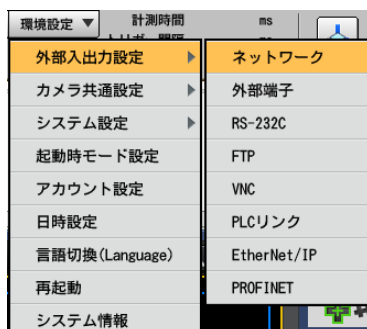 環境設定 ▼
計測時間 ms
外部入出力設定
カメラ共通設定
システム設定
起動時モード設定
アカウント設定
日時設定
言語切換(Language)
再起動
システム情報
ネットワーク
外部端子
RS-232C
FTP
VNC
PLCリンク
EtherNet/IP
PROFINET